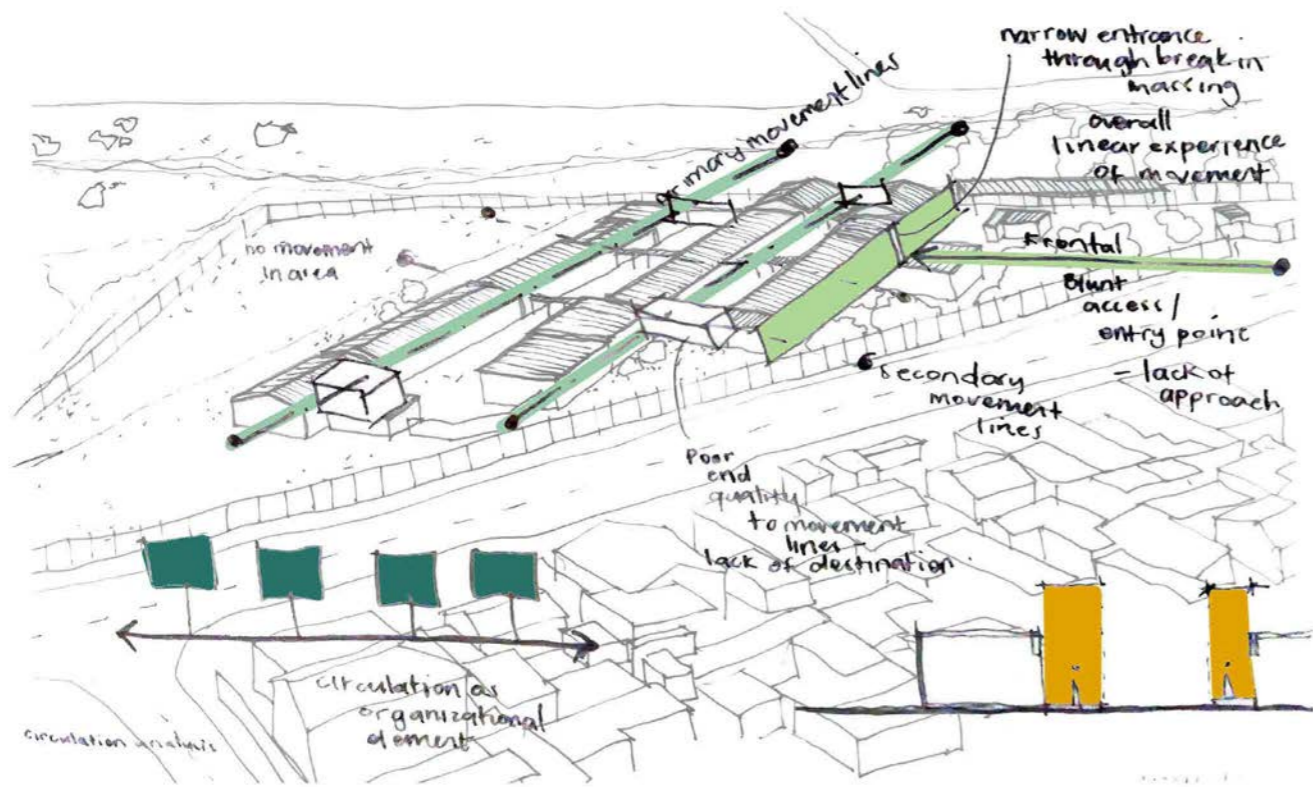 primary movement lines
narrow entrance
through break in
massing
overall
linear experience
of movement
no movement
in area
Frontal
Blunt
access/
entry point
- lack of
approach
Secondary
movement
lines
Poor
end
quality
to movement
lines -
lack of destination
circulation as
organizational
element
circulation analysis